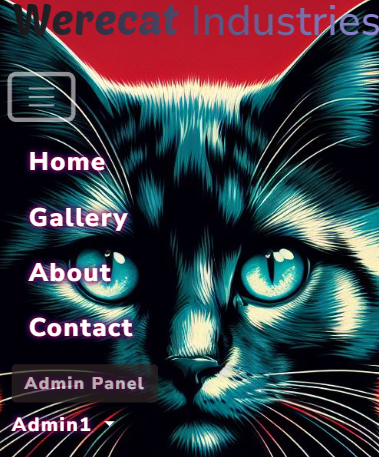 Werecat Industries
Home
Gallery
About
Contact
Admin Panel
Admin1